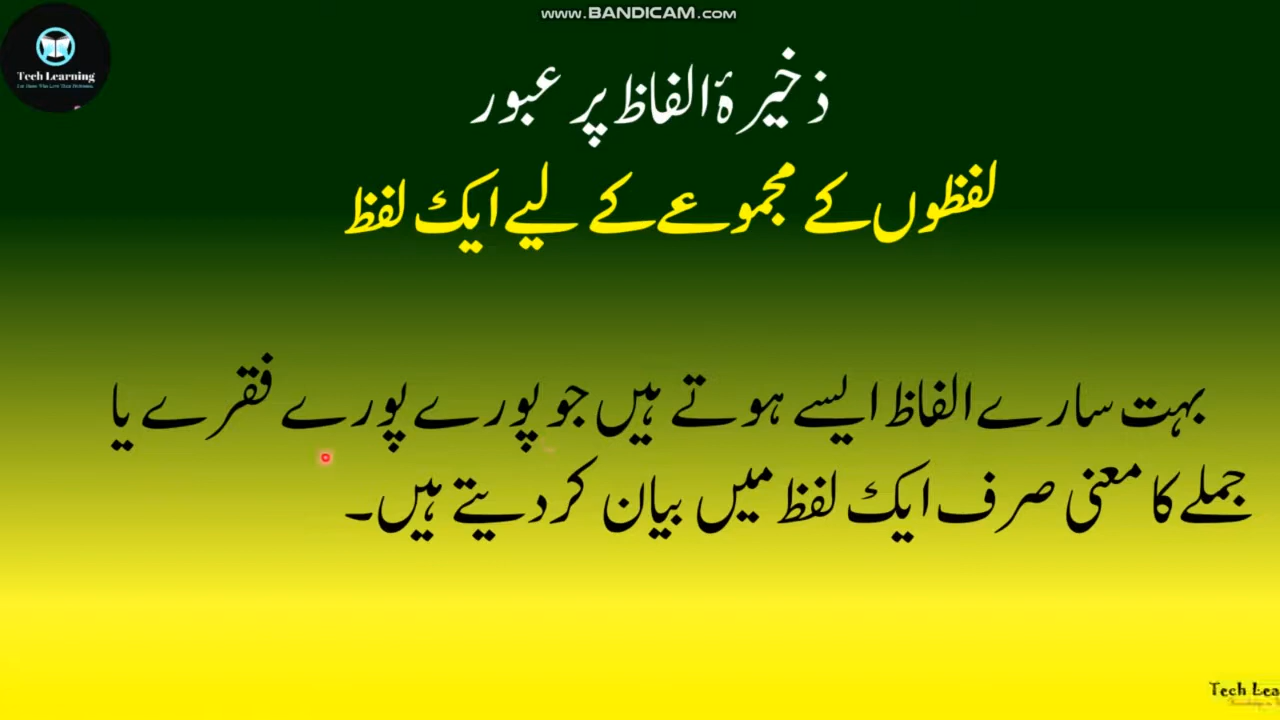 www.BANDICAM.com
Tech Learning
ذخیرۂ الفاظ پر عبور
لفظوں کے مجموعے کے لیے ایک لفظ
بہت سارے الفاظ ایسے ہوتے ہیں جو پورے پورے فقرے یا
جملے کا معنی صرف ایک لفظ میں بیان کر دیتے ہیں۔
Tech Lea